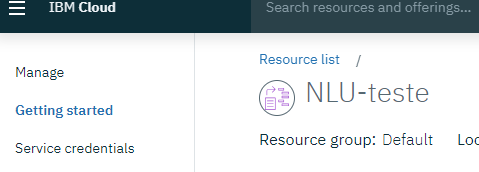 IBM Cloud
Search resources and offerings...
Manage
Getting started
Service credentials
Resource list /
NLU-teste
Resource group: Default